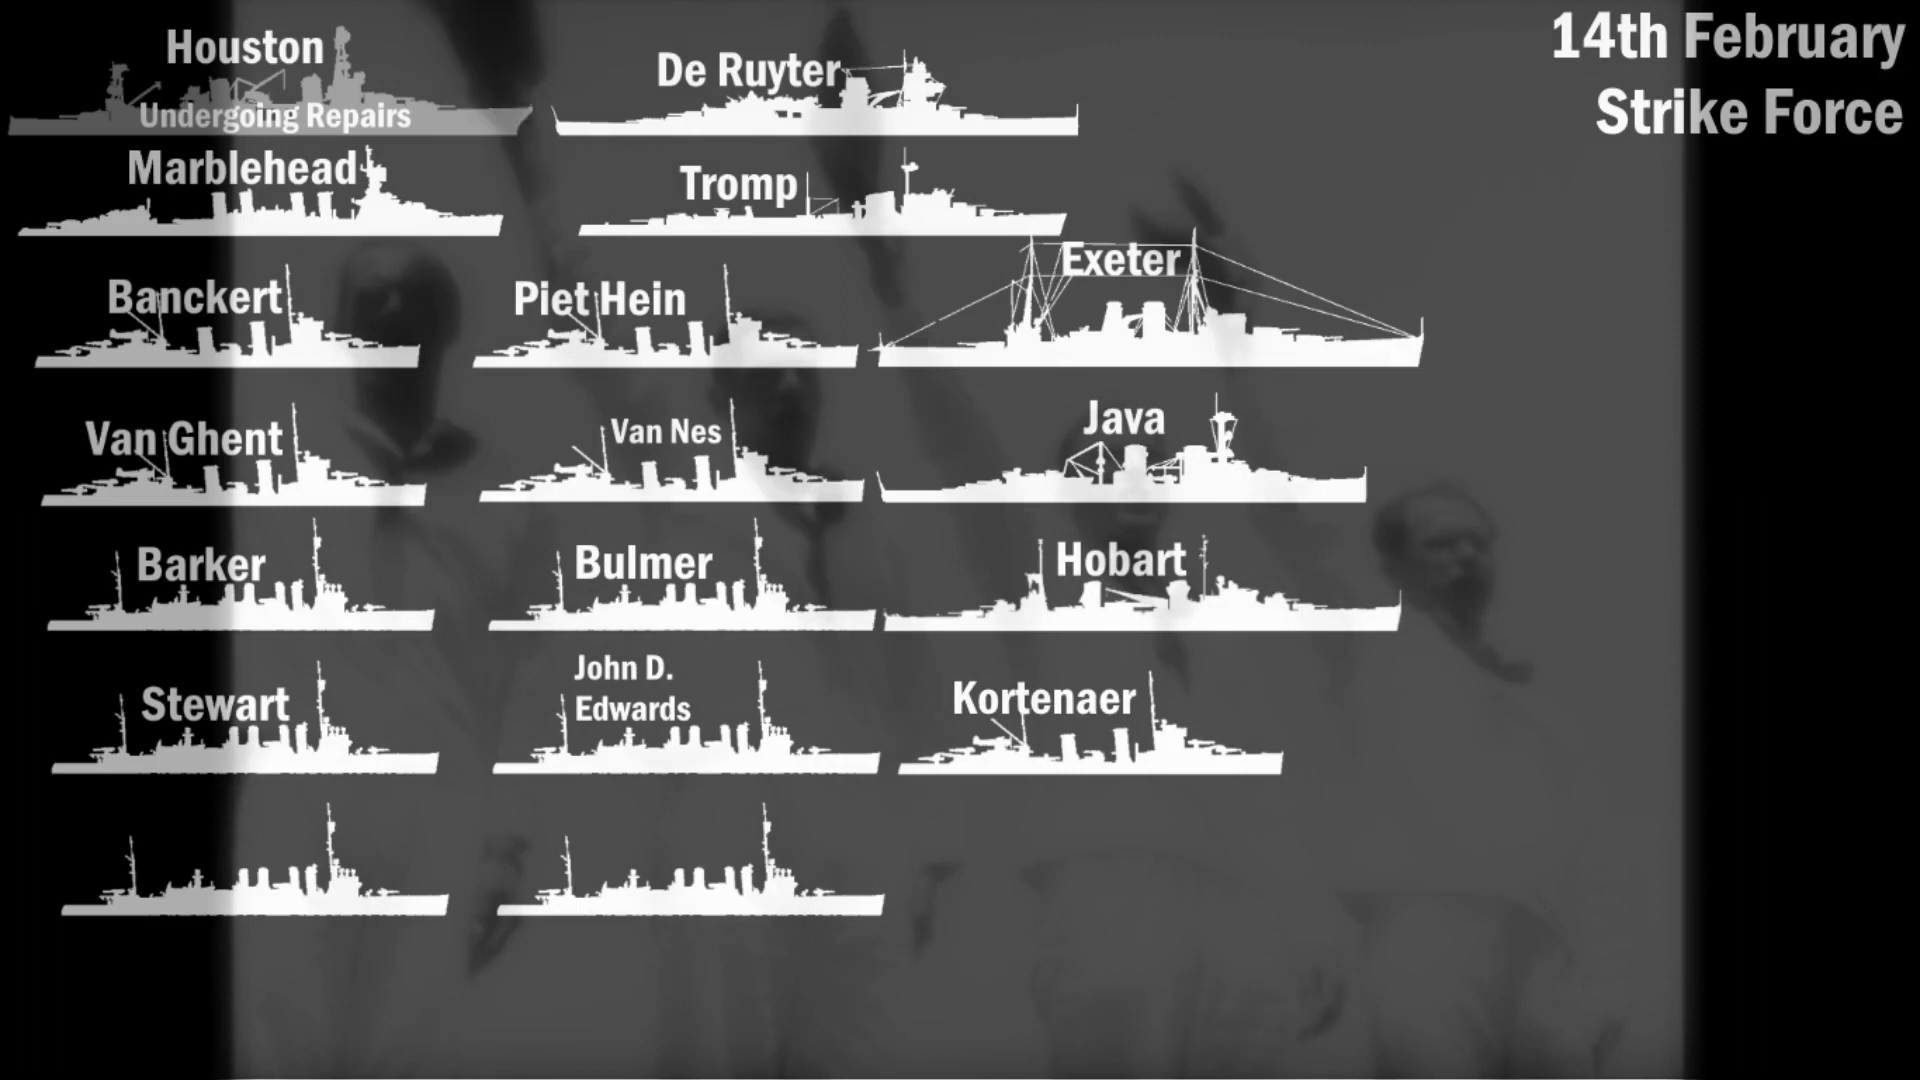 14th February
Strike Force
Houston
Undergoing Repairs
De Ruyter
Marblehead
Tromp
Banckert
Piet Hein
Exeter
Van Ghent
Van Nes
Java
Barker
Bulmer
Hobart
Stewart
John D.
Edwards
Kortenaer